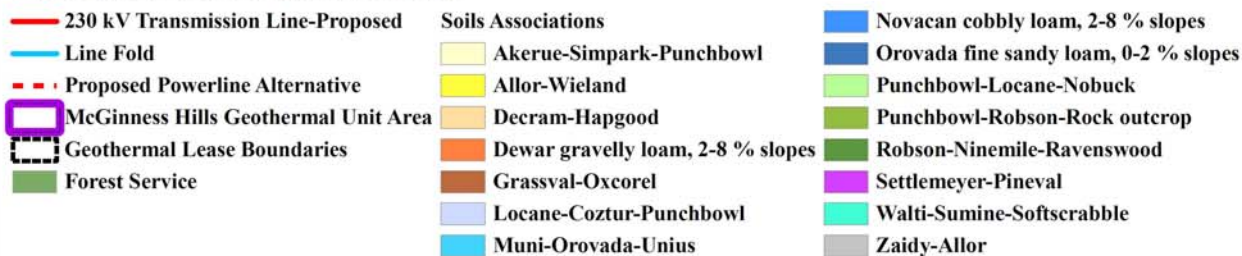 230 kV Transmission Line-Proposed
Line Fold
Proposed Powerline Alternative
McGinness Hills Geothermal Unit Area
Geothermal Lease Boundaries
Forest Service
Soils Associations
Akerue-Simpark-Punchbowl
Allor-Wieland
Decram-Hapgood
Dewar gravelly loam, 2-8 % slopes
Grassval-Oxcorel
Locane-Coztur-Punchbowl
Muni-Orovada-Unius
Novacan cobbly loam, 2-8 % slopes
Orovada fine sandy loam, 0-2 % slopes
Punchbowl-Locane-Nobuck
Punchbowl-Robson-Rock outcrop
Robson-Ninemile-Ravenswood
Settlemeyer-Pineval
Walti-Sumine-Softscrabble
Zaidy-Allor